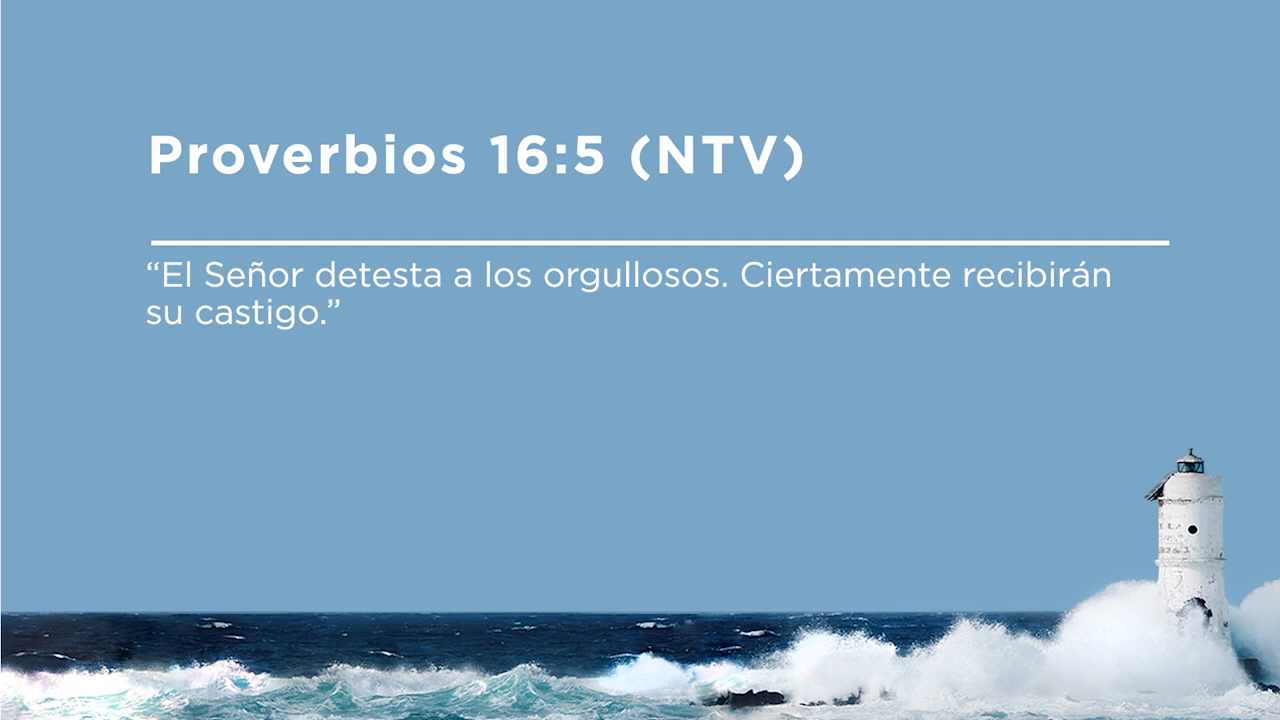 Proverbios 16:5 (NTV)
“El Señor detesta a los orgullosos. Ciertamente recibirán
su castigo.”